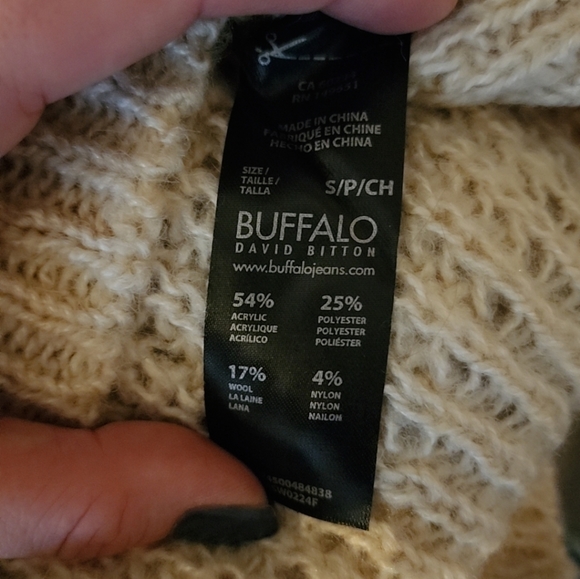 MADE IN CHINA
FABRIQUÉ EN CHINE
HECHO EN CHINA
SIZE /
TAILLE /
TALLA
S/P/CH
BUFFALO
DAVID BITTON
www.buffalojeans.com
54%
ACRYLIC
ACRYLIQUE
ACRÍLICO
25%
POLYESTER
POLYESTER
POLIÉSTER
17%
WOOL
LA LAINE
LANA
4%
NYLON
NYLON
NAILON